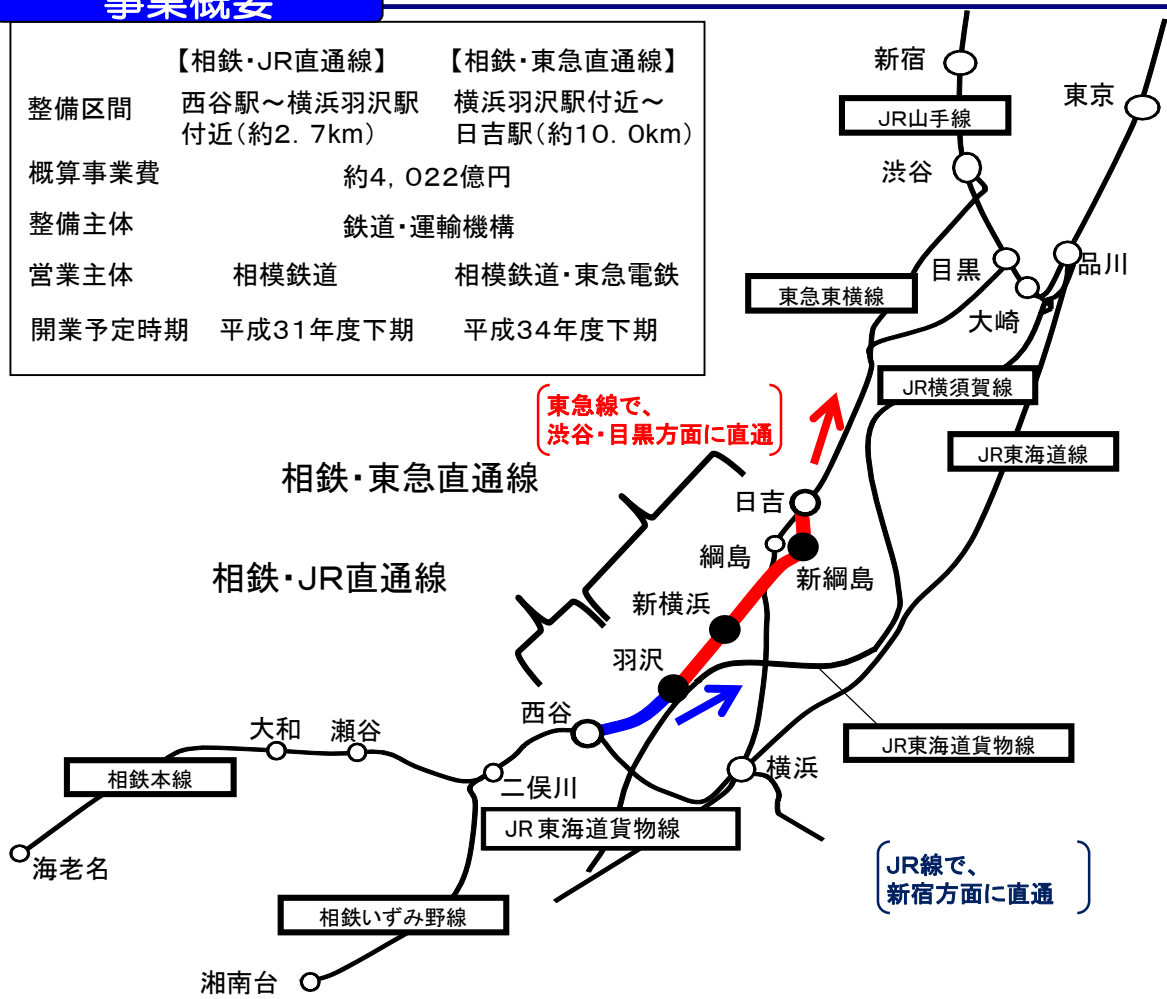 事業概要
【相鉄・JR直通線】 【相鉄・東急直通線】
整備区間 西谷駅～横浜羽沢駅 横浜羽沢駅付近～
付近(約2．7km) 日吉駅(約10．0km)
概算事業費 約4，022億円
整備主体 鉄道・運輸機構
営業主体 相模鉄道 相模鉄道・東急電鉄
開業予定時期 平成31年度下期 平成34年度下期
新宿
東京
JR山手線
渋谷
目黒
品川
大崎
東急東横線
JR横須賀線
JR東海道線
東急線で、
渋谷・目黒方面に直通
相鉄・東急直通線
日吉
綱島
新綱島
相鉄・JR直通線
新横浜
羽沢
西谷
大和
瀬谷
JR東海道貨物線
相鉄本線
二俣川
横浜
JR東海道貨物線
海老名
JR線で、
新宿方面に直通
相鉄いずみ野線
湘南台